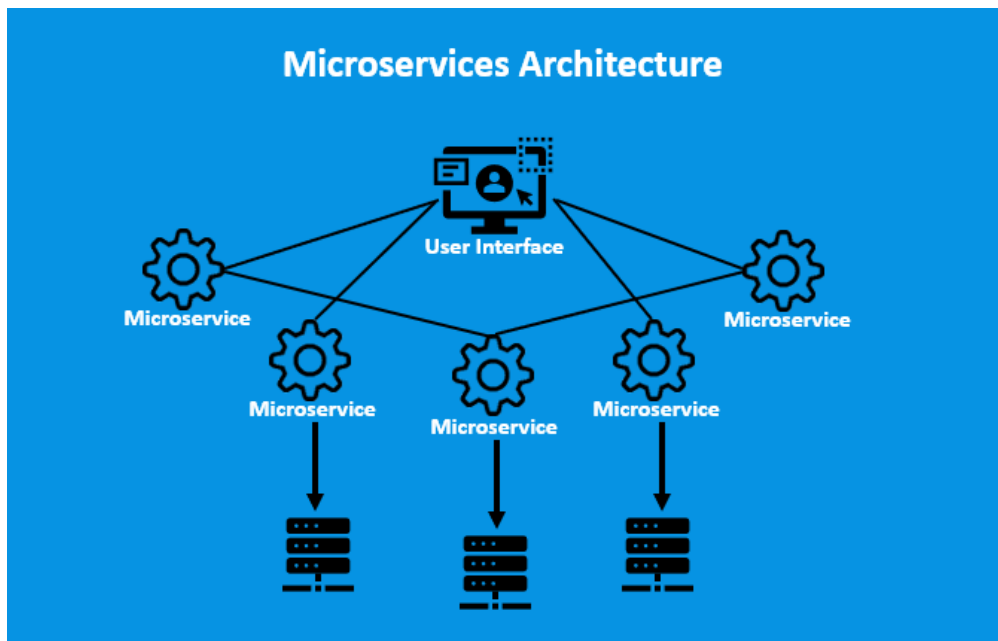 Microservices Architecture
User Interface
Microservice
Microservice
Microservice
Microservice
Microservice